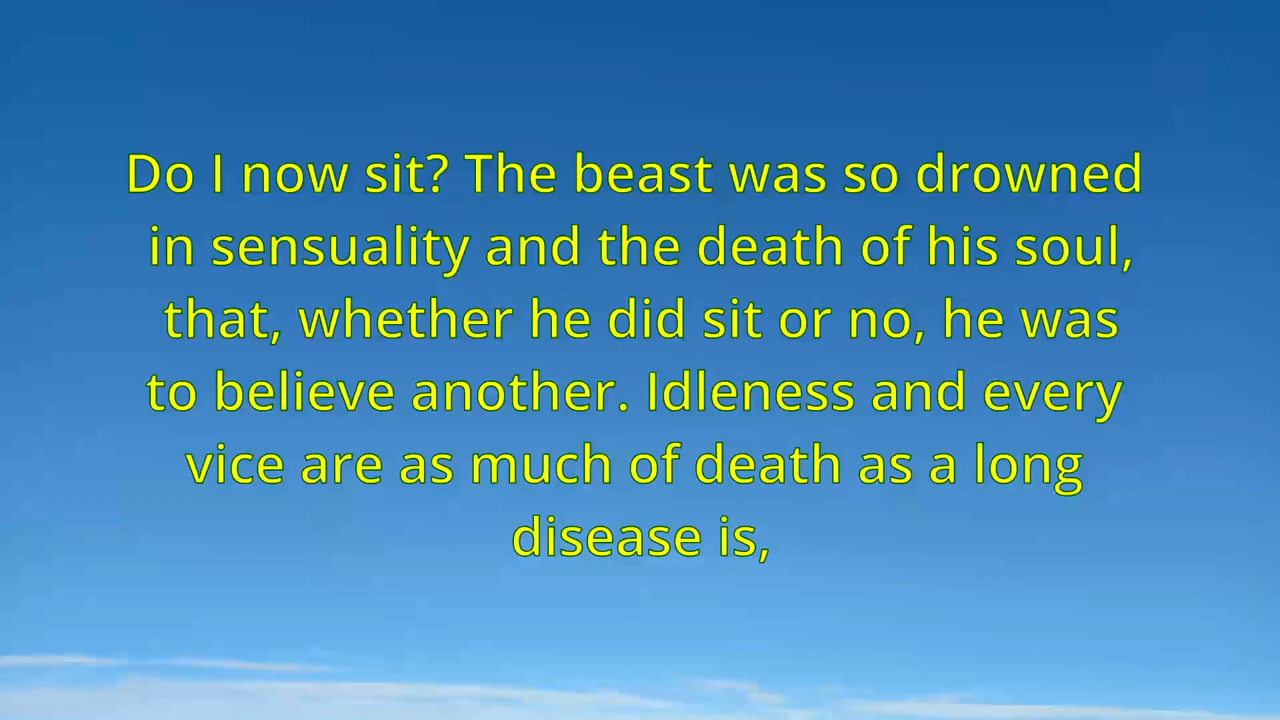 Do I now sit? The beast was so drowned
in sensuality and the death of his soul,
that, whether he did sit or no, he was
to believe another. Idleness and every
vice are as much of death as a long
disease is,